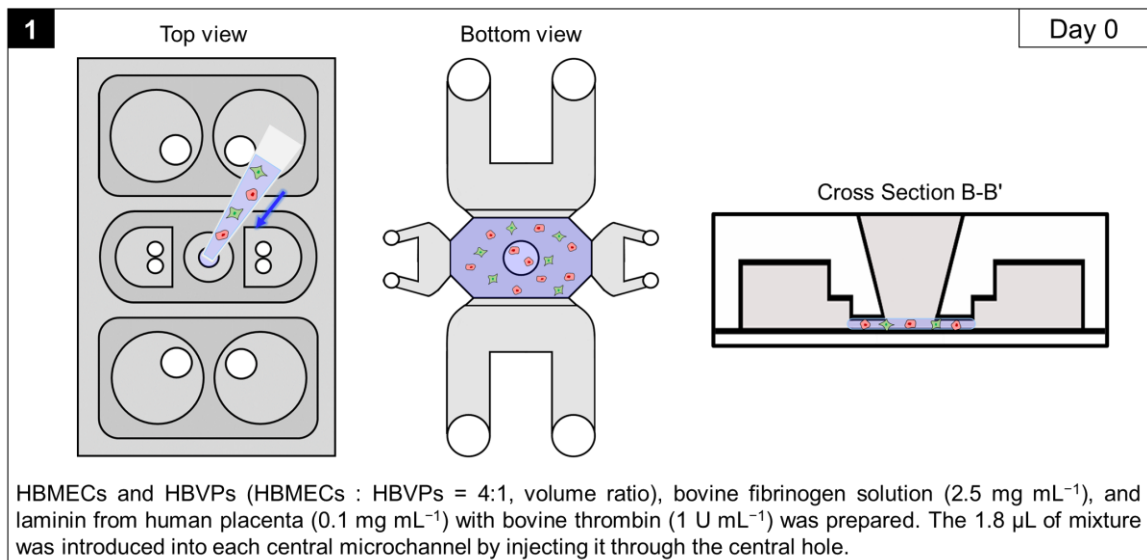 1
Top view
Bottom view
Day 0
Cross Section B-B'
HBMECs and HBVPs (HBMECs : HBVPs = 4:1, volume ratio), bovine fibrinogen solution (2.5 mg mL⁻¹), and
laminin from human placenta (0.1 mg mL⁻¹) with bovine thrombin (1 U mL⁻¹) was prepared. The 1.8 µL of mixture
was introduced into each central microchannel by injecting it through the central hole.